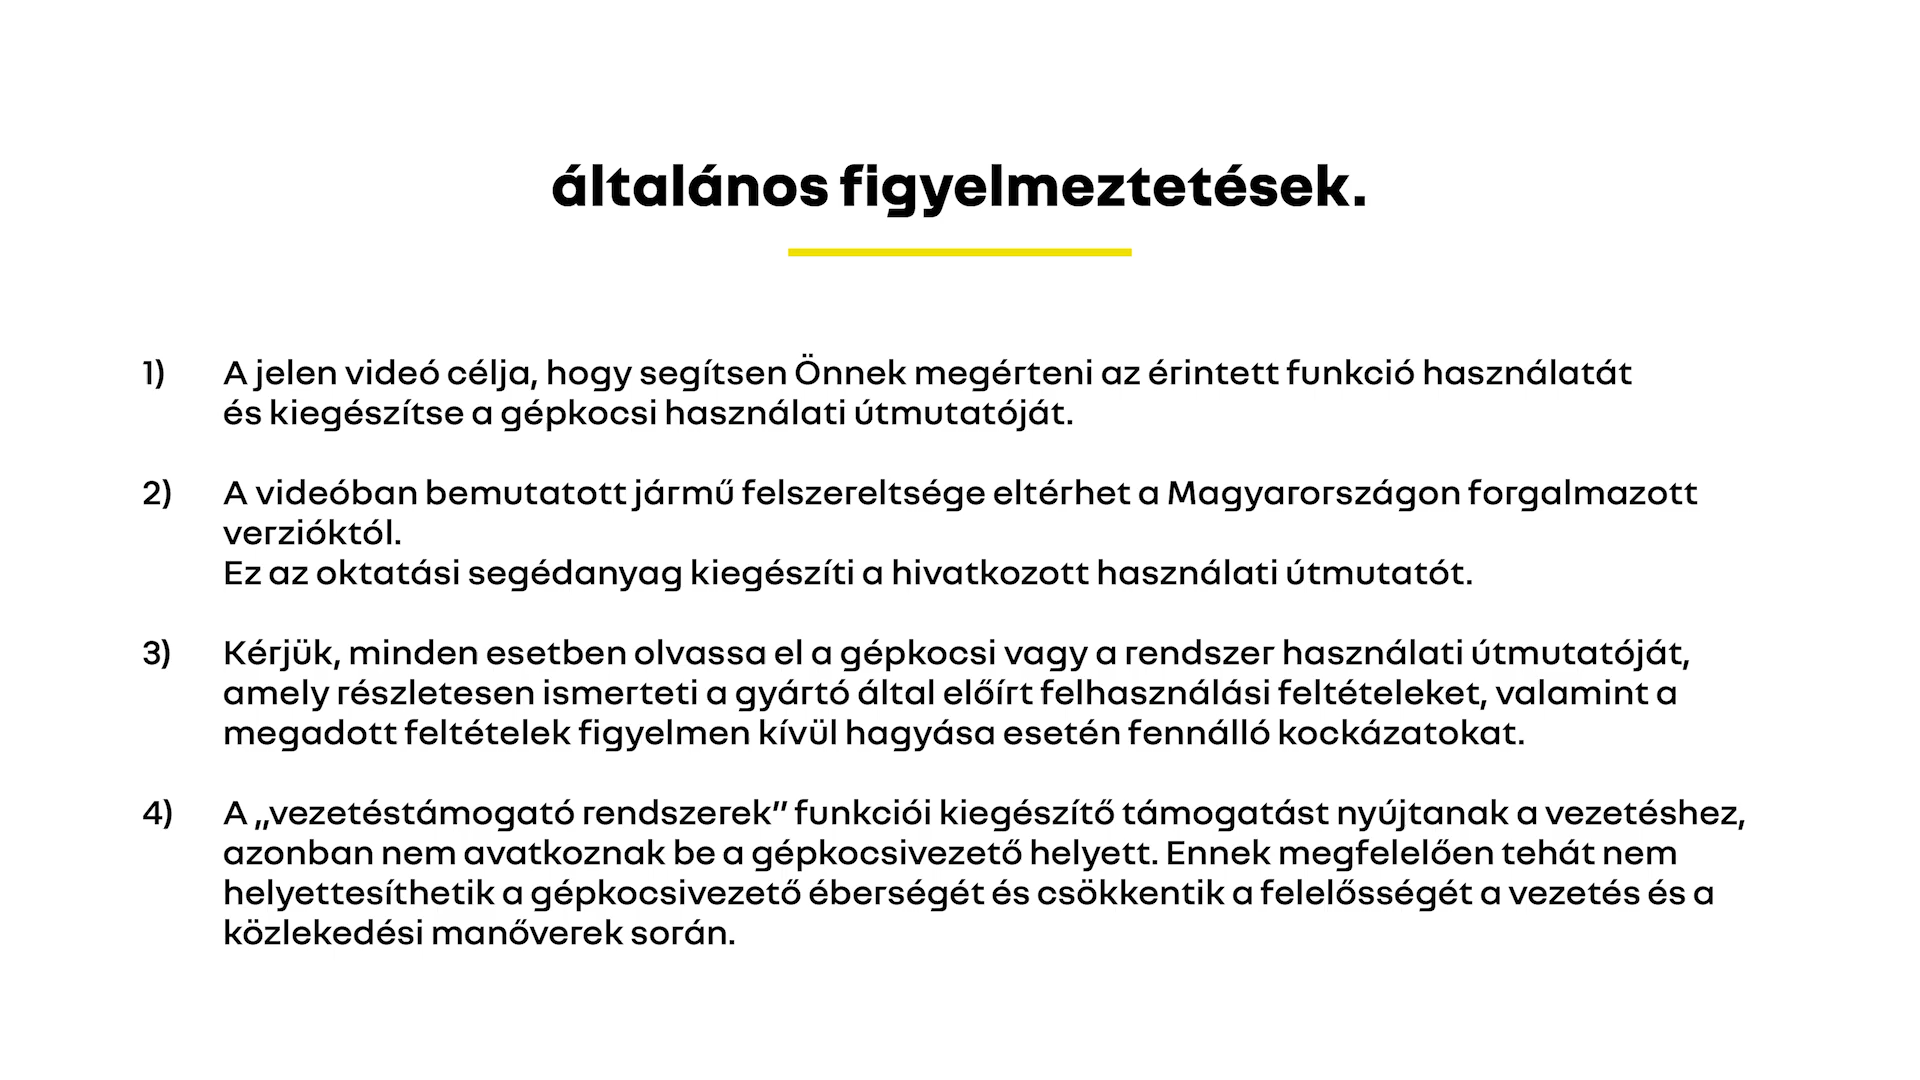 általános figyelmeztetések.
1) A jelen videó célja, hogy segítsen Önnek megérteni az érintett funkció használatát
és kiegészítse a gépkocsi használati útmutatóját.
2) A videóban bemutatott jármű felszereltsége eltérhet a Magyarországon forgalmazott
verzióktól.
Ez az oktatási segédanyag kiegészíti a hivatkozott használati útmutatót.
3) Kérjük, minden esetben olvassa el a gépkocsi vagy a rendszer használati útmutatóját,
amely részletesen ismerteti a gyártó által előírt felhasználási feltételeket, valamint a
megadott feltételek figyelmen kívül hagyása esetén fennálló kockázatokat.
4) A „vezetéstámogató rendszerek” funkciói kiegészítő támogatást nyújtanak a vezetéshez,
azonban nem avatkoznak be a gépkocsivezető helyett. Ennek megfelelően tehát nem
helyettesíthetik a gépkocsivezető éberségét és csökkentik a felelősségét a vezetés és a
közlekedési manőverek során.